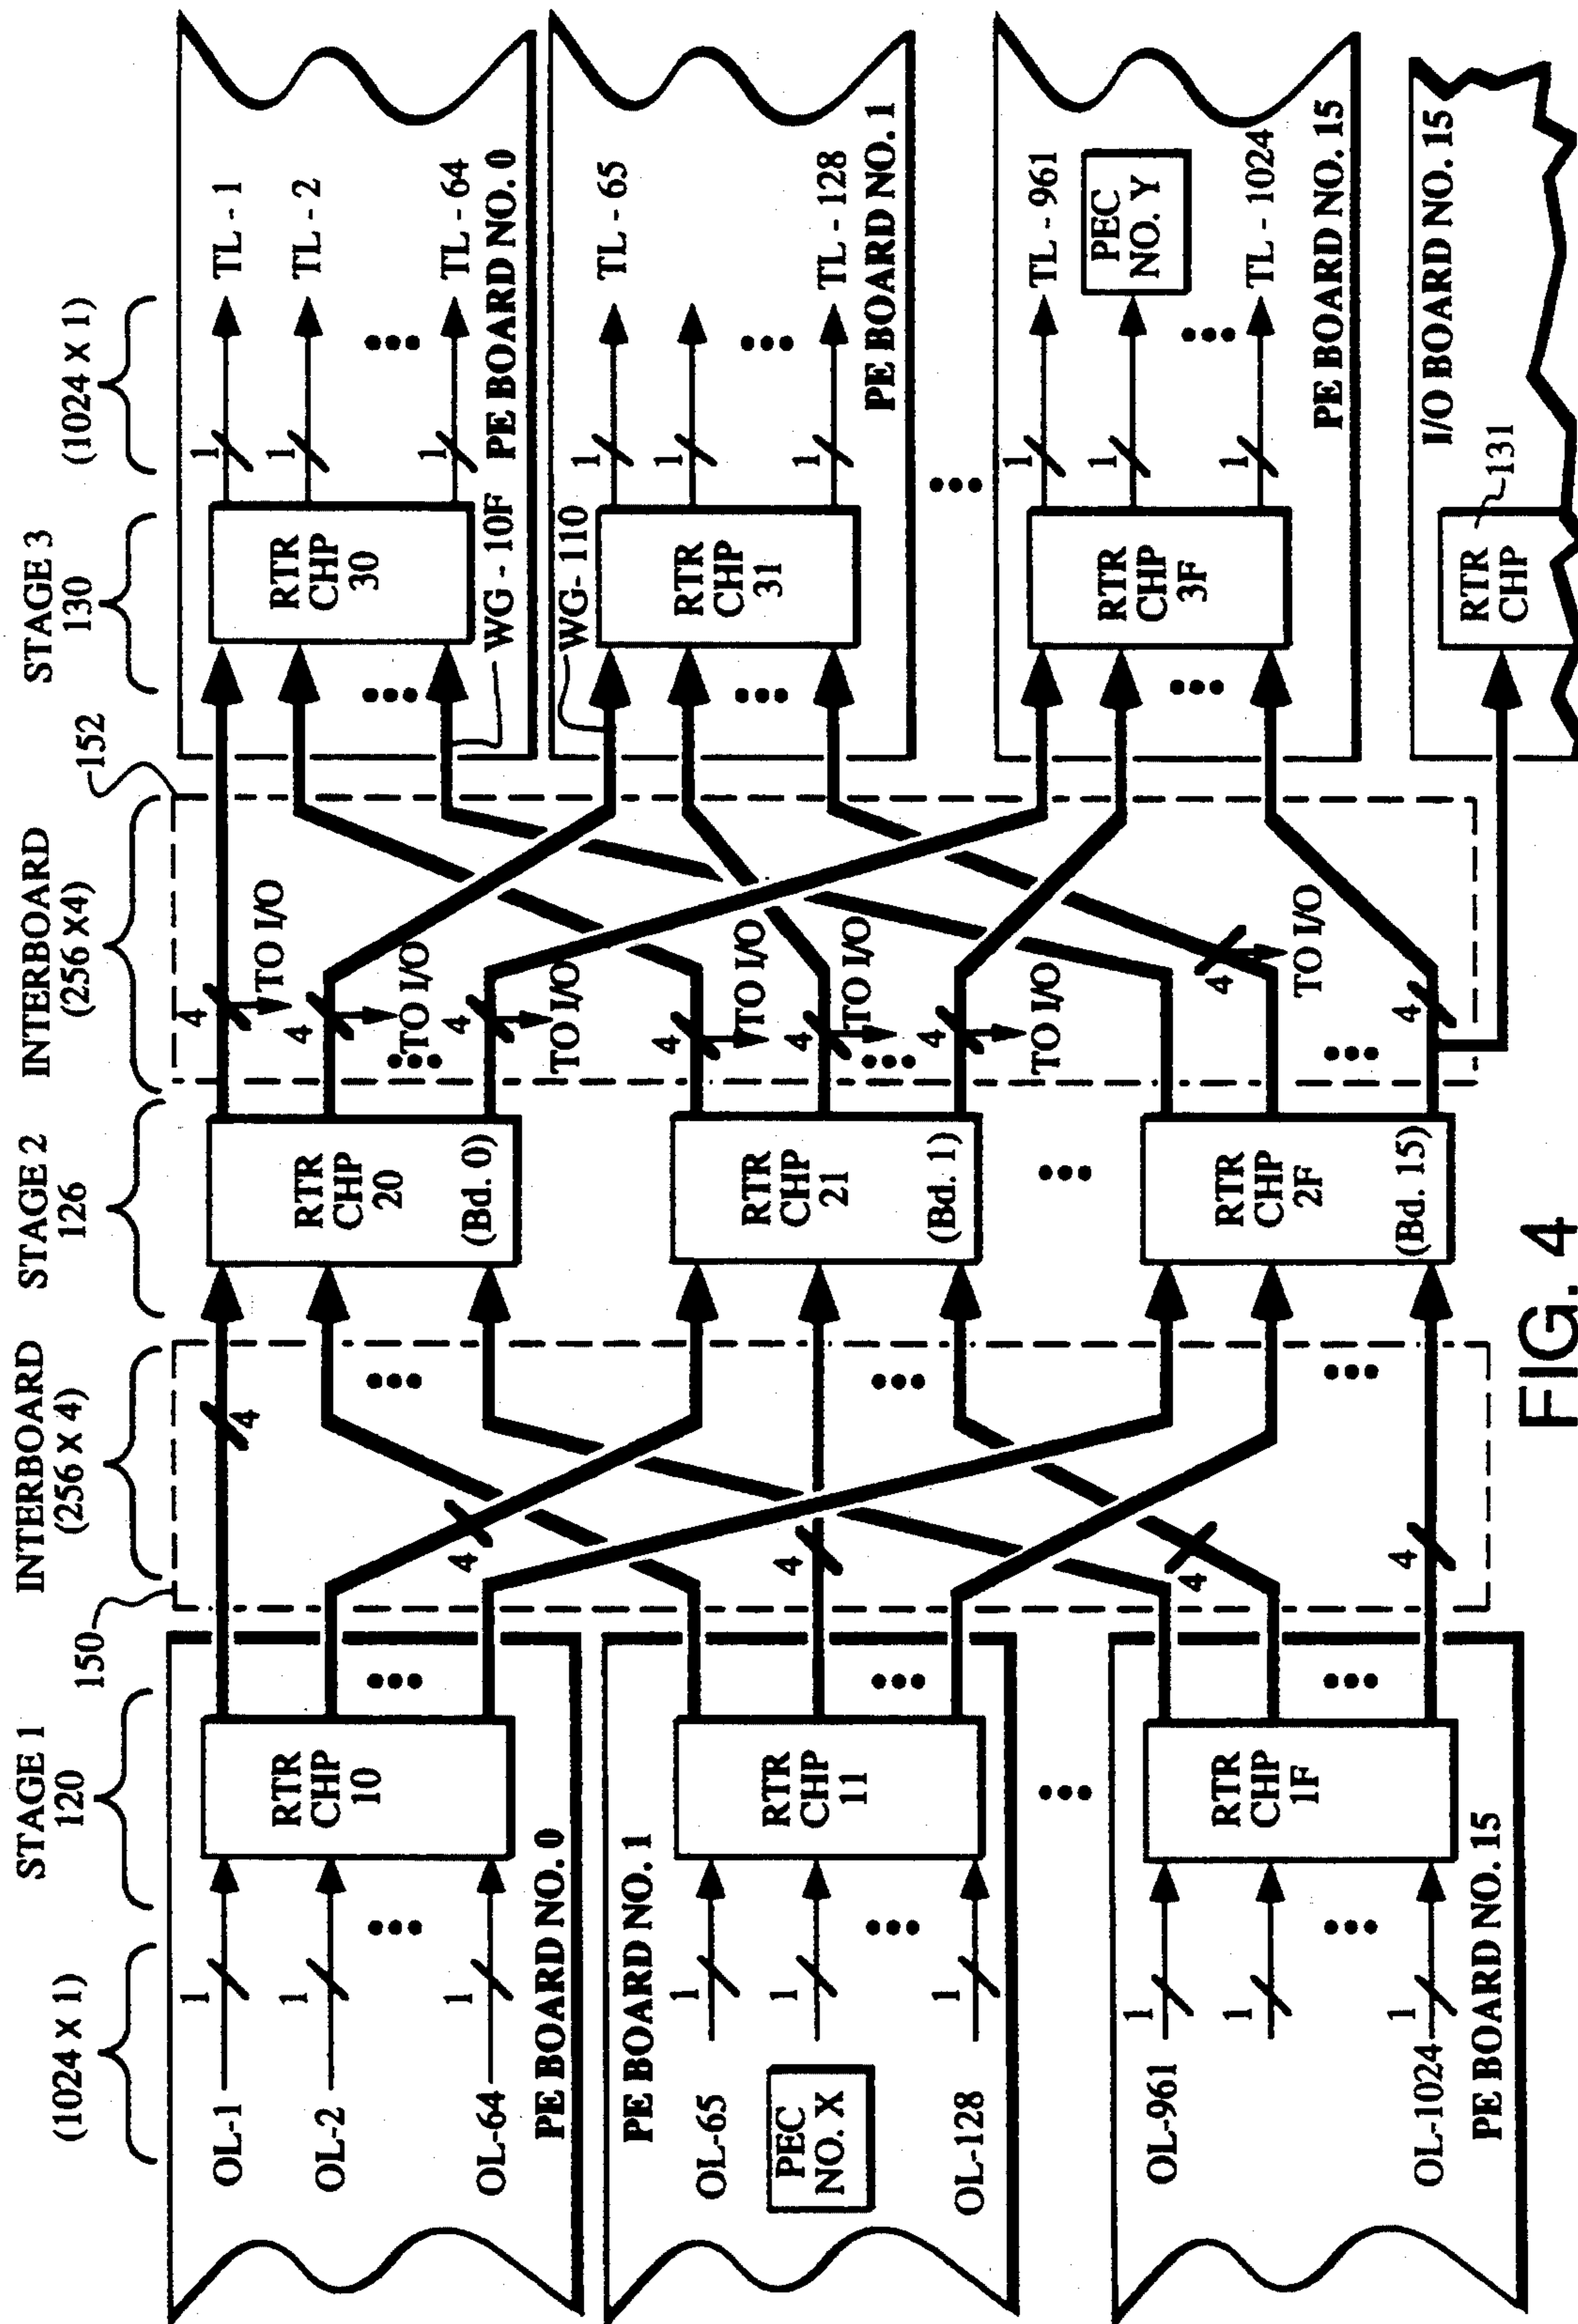 (1024 X 1)
STAGE 1
120
INTERBOARD
(256 X 4)
STAGE 2
126
INTERBOARD
(256 X4)
STAGE 3
130
(1024 X 1)
150
152
OL-1
1
OL-2
1
OL-64
1
RTR
CHP
10
PE BOARD NO. 0
PE BOARD NO. 1
OL-65
1
PEC
NO. X
1
OL-128
1
RTR
CHP
11
OL-961
1
1
OL-1024
1
RTR
CHP
1F
PE BOARD NO. 15
4
4
4
4
4
RTR
CHP
20
(Bd. 0)
RTR
CHP
21
(Bd. 1)
RTR
CHP
2F
(Bd. 15)
4
TO I/O
4
TO I/O
4
TO I/O
4
TO I/O
4
TO I/O
4
TO I/O
4
TO I/O
4
RTR
CHP
30
1
TL - 1
1
TL - 2
1
TL - 64
WG - 10F
PE BOARD NO. 0
WG- 110
RTR
CHP
31
1
TL - 65
1
1
TL - 128
PE BOARD NO. 1
RTR
CHP
3F
1
TL - 961
1
PEC
NO. Y
1
TL - 1024
PE BOARD NO. 15
I/O BOARD NO. 15
RTR
CHP
131
FIG. 4